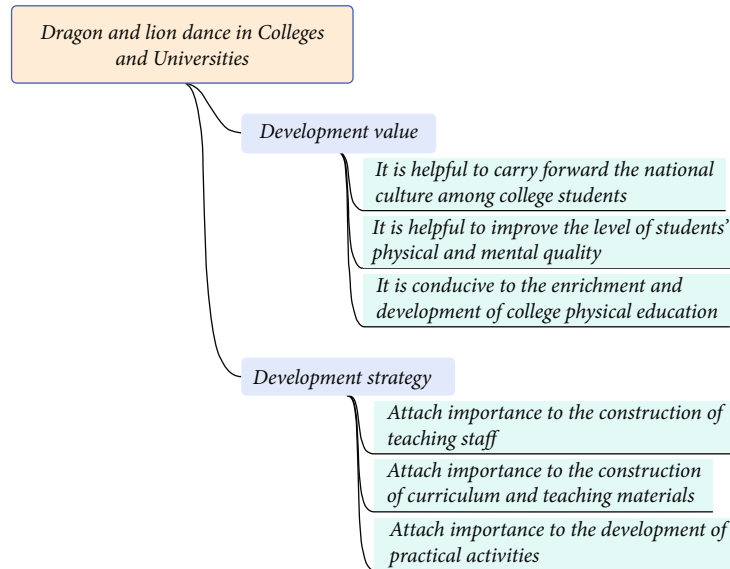 Dragon and lion dance in Colleges
and Universities
Development value
It is helpful to carry forward the national
culture among college students
It is helpful to improve the level of students'
physical and mental quality
It is conducive to the enrichment and
development of college physical education
Development strategy
Attach importance to the construction of
teaching staff
Attach importance to the construction
of curriculum and teaching materials
Attach importance to the development of
practical activities